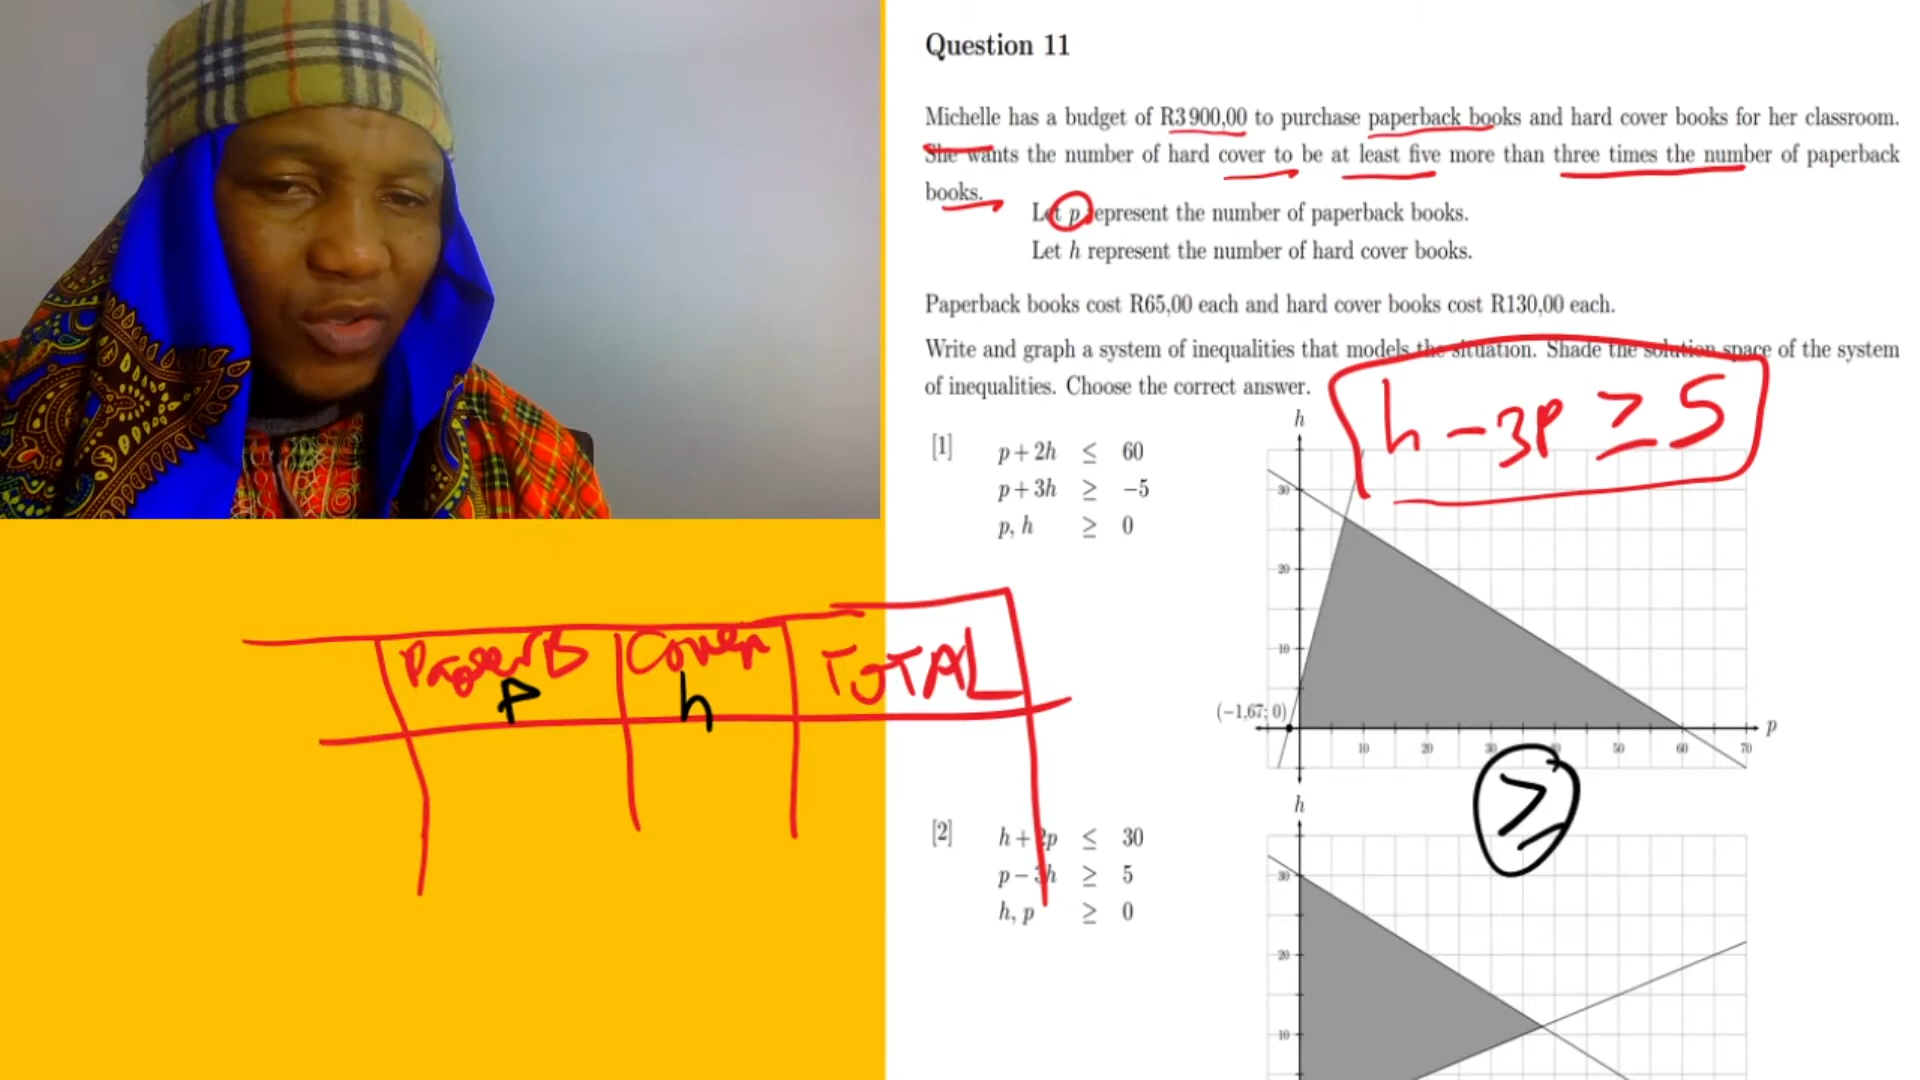 Question 11
Michelle has a budget of R3 900,00 to purchase paperback books and hard cover books for her classroom.
She wants the number of hard cover to be at least five more than three times the number of paperback
books.
Let p represent the number of paperback books.
Let h represent the number of hard cover books.
Paperback books cost R65,00 each and hard cover books cost R130,00 each.
Write and graph a system of inequalities that models the situation. Shade the solution space of the system
of inequalities. Choose the correct answer.
h - 3p ≥ 5
[1]
p + 2h ≤ 60
p + 3h ≥ −5
p, h ≥ 0
h
30
20
10
(−1,67; 0)
10 20 30 40 50 60 70
p
≥
Cover
TOTAL
P
h
[2]
h + 2p ≤ 30
p − 3h ≥ 5
h, p ≥ 0
h
30
20
10